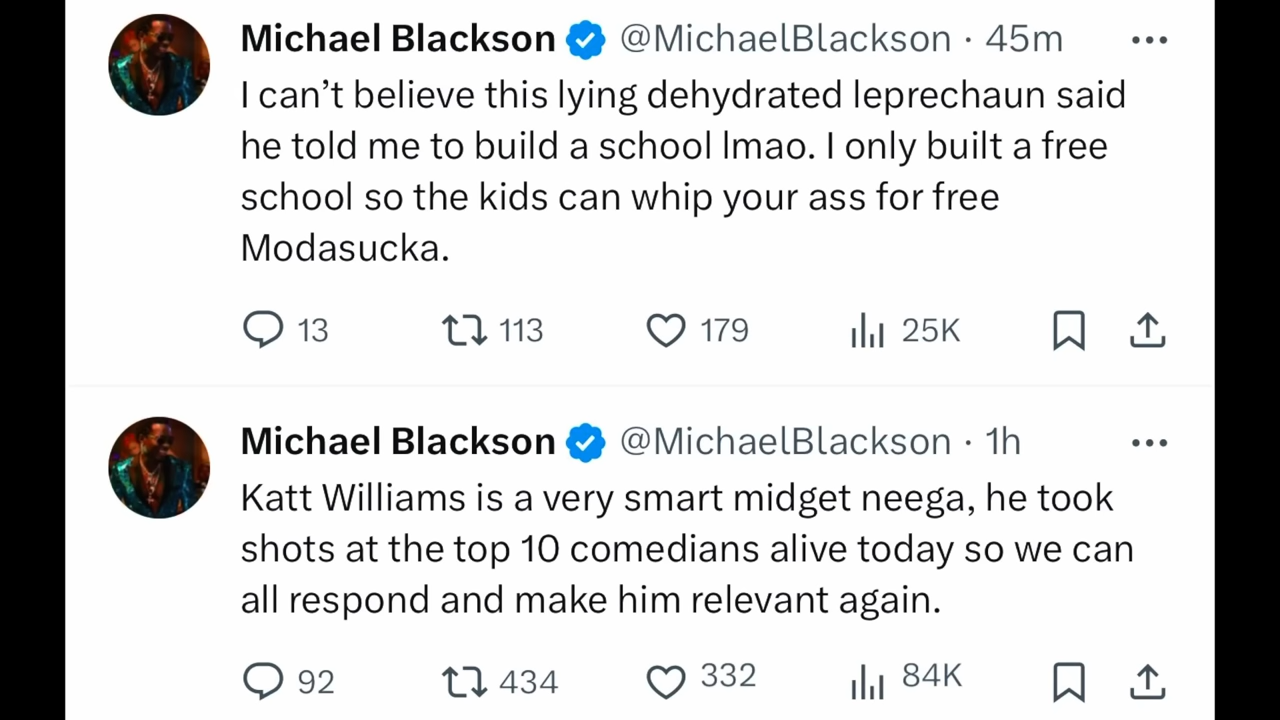 Michael Blackson @MichaelBlackson · 45m
I can’t believe this lying dehydrated leprechaun said
he told me to build a school lmao. I only built a free
school so the kids can whip your ass for free
Modasucka.
13 113 179 25K
Michael Blackson @MichaelBlackson · 1h
Katt Williams is a very smart midget neega, he took
shots at the top 10 comedians alive today so we can
all respond and make him relevant again.
92 434 332 84K